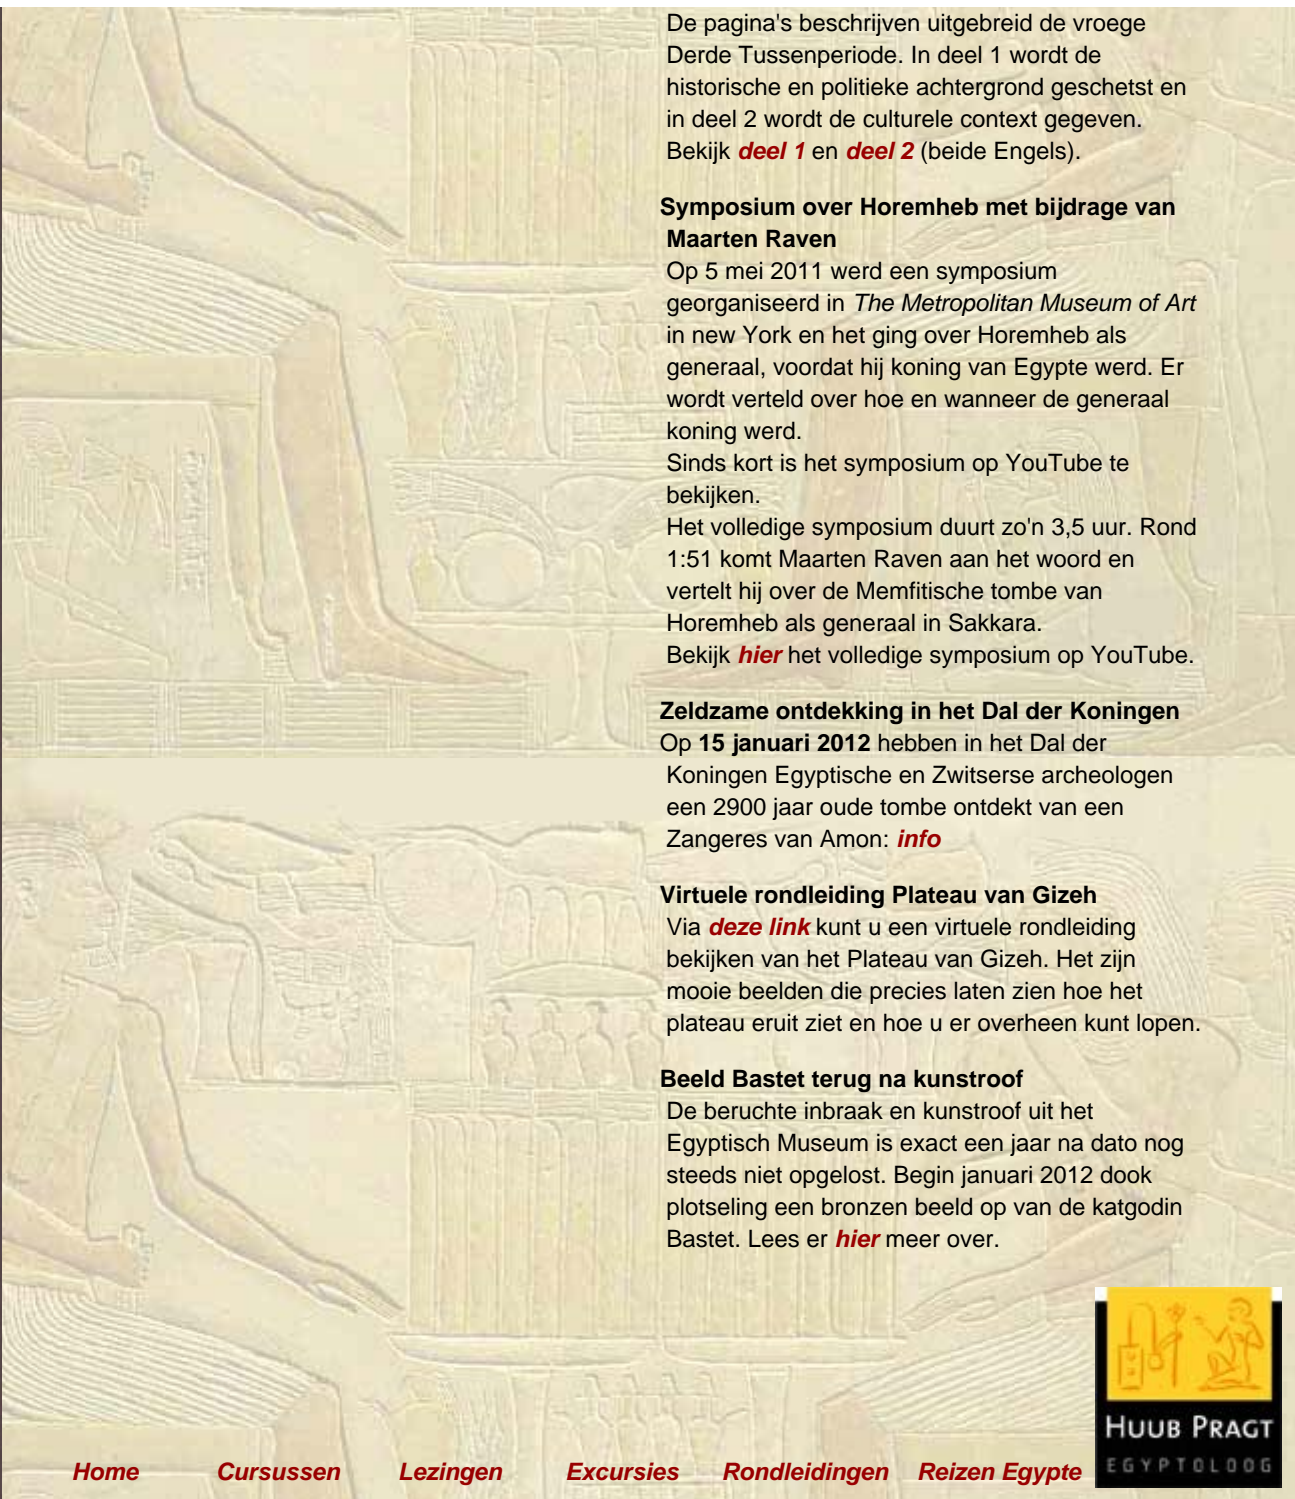 De pagina's beschrijven uitgebreid de vroege
Derde Tussenperiode. In deel 1 wordt de
historische en politieke achtergrond geschetst en
in deel 2 wordt de culturele context gegeven.
Bekijk deel 1 en deel 2 (beide Engels).
Symposium over Horemheb met bijdrage van
Maarten Raven
Op 5 mei 2011 werd een symposium
georganiseerd in The Metropolitan Museum of Art
in new York en het ging over Horemheb als
generaal, voordat hij koning van Egypte werd. Er
wordt verteld over hoe en wanneer de generaal
koning werd.
Sinds kort is het symposium op YouTube te
bekijken.
Het volledige symposium duurt zo'n 3,5 uur. Rond
1:51 komt Maarten Raven aan het woord en
vertelt hij over de Memfitische tombe van
Horemheb als generaal in Sakkara.
Bekijk hier het volledige symposium op YouTube.
Zeldzame ontdekking in het Dal der Koningen
Op 15 januari 2012 hebben in het Dal der
Koningen Egyptische en Zwitserse archeologen
een 2900 jaar oude tombe ontdekt van een
Zangeres van Amon: info
Virtuele rondleiding Plateau van Gizeh
Via deze link kunt u een virtuele rondleiding
bekijken van het Plateau van Gizeh. Het zijn
mooie beelden die precies laten zien hoe het
plateau eruit ziet en hoe u er overheen kunt lopen.
Beeld Bastet terug na kunstroof
De beruchte inbraak en kunstroof uit het
Egyptisch Museum is exact een jaar na dato nog
steeds niet opgelost. Begin januari 2012 dook
plotseling een bronzen beeld op van de katgodin
Bastet. Lees er hier meer over.
HUUB PRAGT
EGYPTOLOOG
Home Cursussen Lezingen Excursies Rondleidingen Reizen Egypte